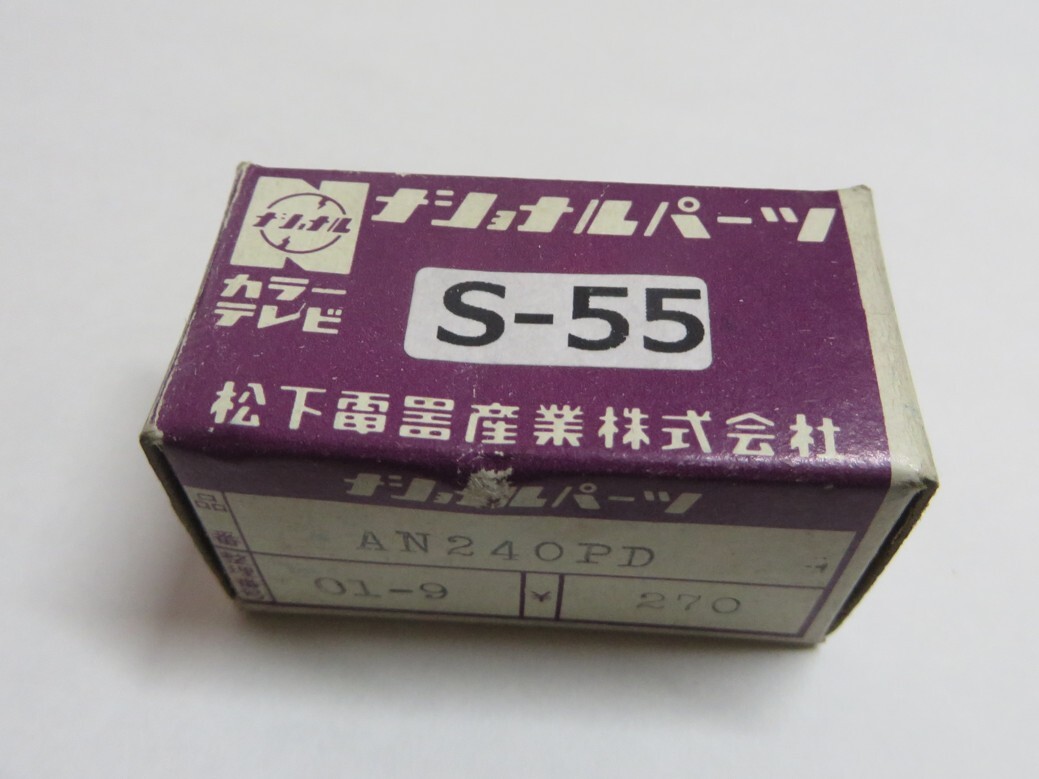 ナショナル
ナショナルパーツ
カラー
テレビ
S-55
松下電器産業株式会社
ナショナルパーツ
品
AN240PD
01-9
¥
270